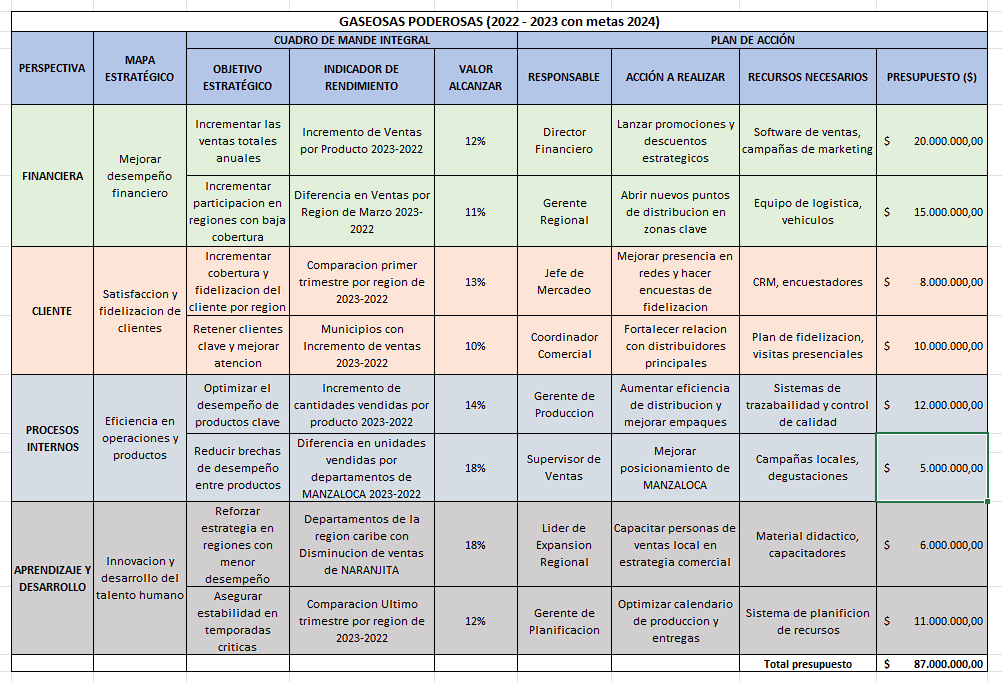 GASEOSAS PODEROSAS (2022 - 2023 con metas 2024)
PERSPECTIVA
MAPA
ESTRATÉGICO
CUADRO DE MANDE INTEGRAL
PLAN DE ACCIÓN
OBJETIVO
ESTRATÉGICO
INDICADOR DE
RENDIMIENTO
VALOR
ALCANZAR
RESPONSABLE
ACCIÓN A REALIZAR
RECURSOS NECESARIOS
PRESUPUESTO ($)
FINANCIERA
Mejorar
desempeño
financiero
Incrementar las
ventas totales
anuales
Incremento de Ventas
por Producto 2023-2022
12%
Director
Financiero
Lanzar promociones y
descuentos
estrategicos
Software de ventas,
campañas de marketing
$ 20.000.000,00
Incrementar
participacion en
regiones con baja
cobertura
Diferencia en Ventas por
Region de Marzo 2023-
2022
11%
Gerente
Regional
Abrir nuevos puntos
de distribucion en
zonas clave
Equipo de logistica,
vehiculos
$ 15.000.000,00
CLIENTE
Satisfaccion y
fidelizacion de
clientes
Incrementar
cobertura y
fidelizacion del
cliente por region
Comparacion primer
trimestre por region de
2023-2022
13%
Jefe de
Mercadeo
Mejorar presencia en
redes y hacer
encuestas de
fidelizacion
CRM, encuestadores
$ 8.000.000,00
Retener clientes
clave y mejorar
atencion
Municipios con
Incremento de ventas
2023-2022
10%
Coordinador
Comercial
Fortalecer relacion
con distribuidores
principales
Plan de fidelizacion,
visitas presenciales
$ 10.000.000,00
PROCESOS
INTERNOS
Eficiencia en
operaciones y
productos
Optimizar el
desempeño de
productos clave
Incremento de
cantidades vendidas por
producto 2023-2022
14%
Gerente de
Produccion
Aumentar eficiencia
de distribucion y
mejorar empaques
Sistemas de
trazabailidad y control
de calidad
$ 12.000.000,00
Reducir brechas
de desempeño
entre productos
Diferencia en unidades
vendidas por
departamentos de
MANZALOCA 2023-2022
18%
Supervisor de
Ventas
Mejorar
posicionamiento de
MANZALOCA
Campañas locales,
degustaciones
$ 5.000.000,00
APRENDIZAJE Y
DESARROLLO
Innovacion y
desarrollo del
talento humano
Reforzar
estrategia en
regiones con
menor
desempeño
Departamentos de la
region caribe con
Disminucion de ventas
de NARANJITA
18%
Lider de
Expansion
Regional
Capacitar personas de
ventas local en
estrategia comercial
Material didactico,
capacitadores
$ 6.000.000,00
Asegurar
estabilidad en
temporadas
criticas
Comparacion Ultimo
trimestre por region de
2023-2022
12%
Gerente de
Planificacion
Optimizar calendario
de produccion y
entregas
Sistema de planificion
de recursos
$ 11.000.000,00
Total presupuesto
$ 87.000.000,00